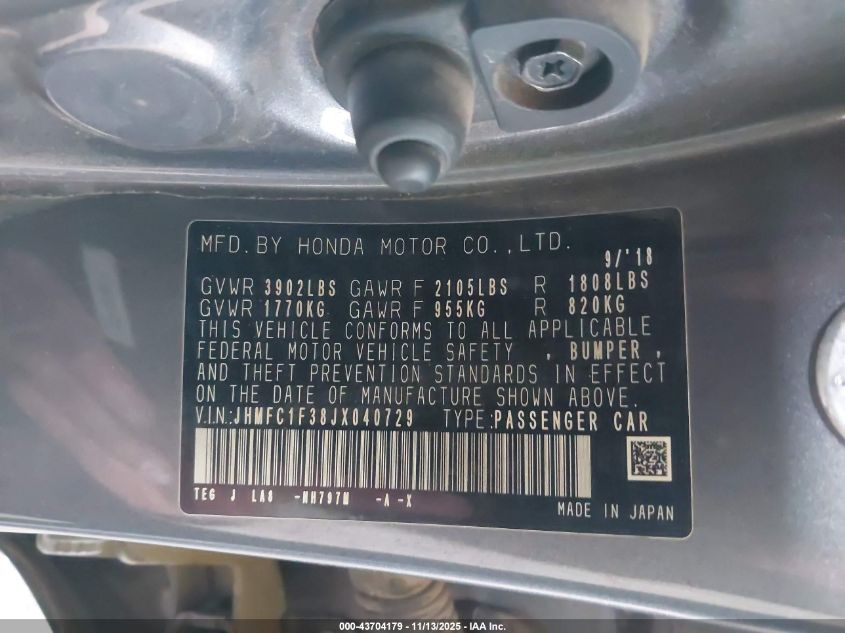 MFD. BY HONDA MOTOR CO., LTD. 9/'18
GVWR 3902LBS GAWR F 2105LBS R 1808LBS
GVWR 1770KG GAWR F 955KG R 820KG
THIS VEHICLE CONFORMS TO ALL APPLICABLE
FEDERAL MOTOR VEHICLE SAFETY , BUMPER ,
AND THEFT PREVENTION STANDARDS IN EFFECT
ON THE DATE OF MANUFACTURE SHOWN ABOVE.
V.I.N:JHMFC1F38JX040729 TYPE:PASSENGER CAR
TEG J LA8 -NH797M -A-X
MADE IN JAPAN
000-43704179 - 11/13/2025 - IAA Inc.